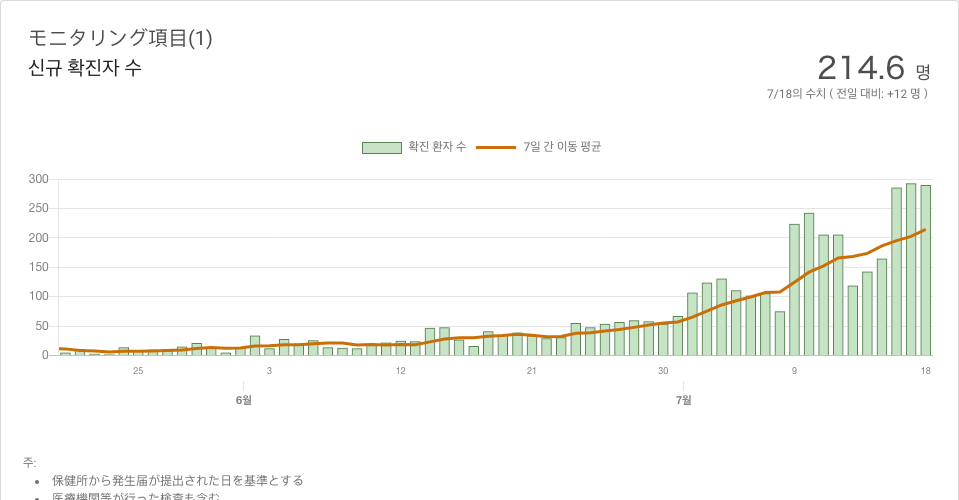 モニタリング項目(1)
신규 확진자 수
214.6 명
7/18의 수치 ( 전일 대비: +12 명 )
확진 환자 수 7일 간 이동 평균
300
250
200
150
100
50
0
25 3 12 21 30 9 18
6월 7월
주:
• 保健所から発生届が提出された日を基準とする
• 医療機関等が行った検査も含む